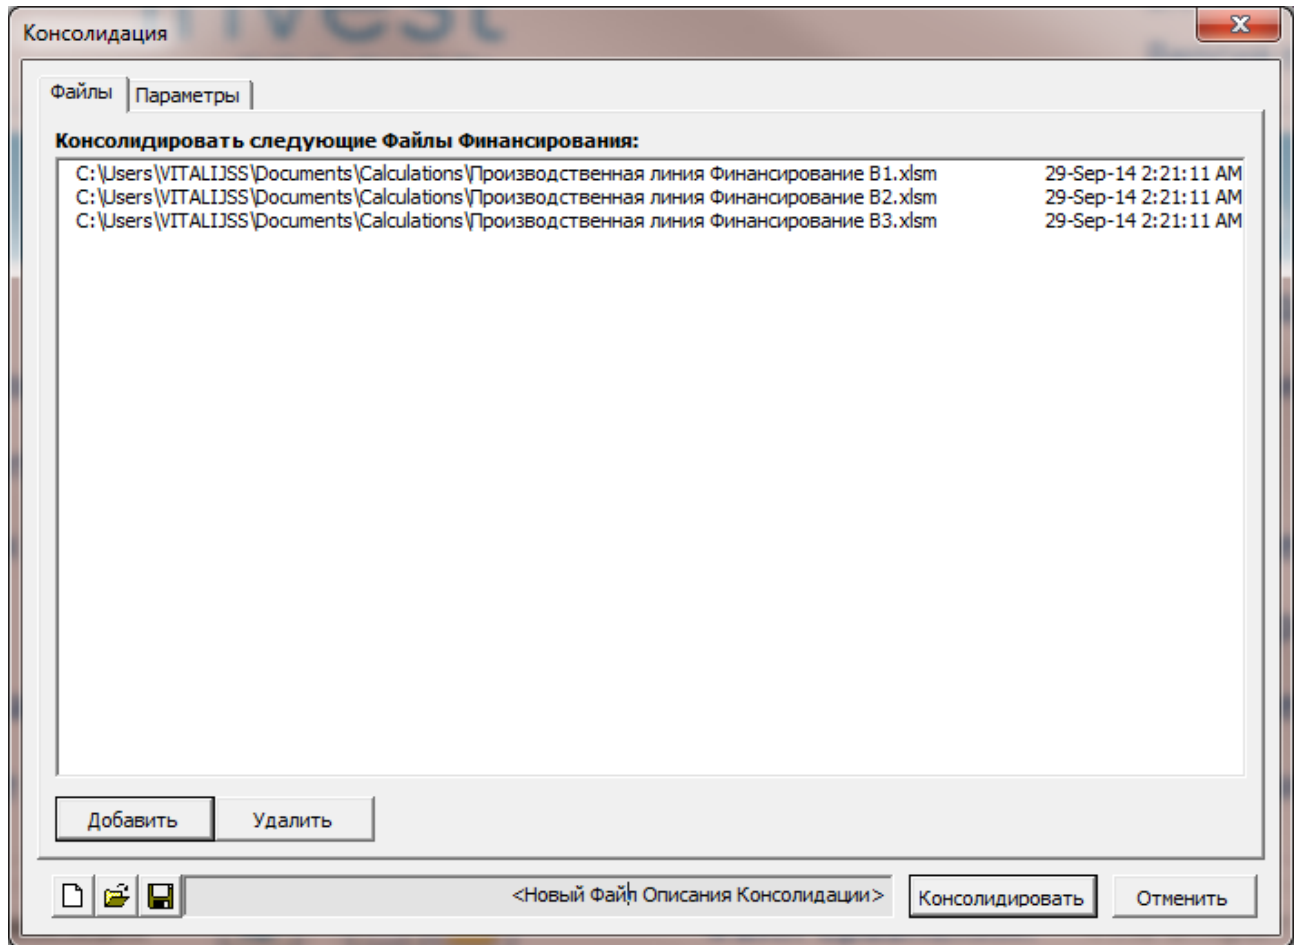 invest
Консолидация
Файлы
Параметры
Консолидировать следующие Файлы Финансирования:
C:\Users\VITALIJSS\Documents\Calculations\Производственная линия Финансирование B1.xlsm 29-Sep-14 2:21:11 AM
C:\Users\VITALIJSS\Documents\Calculations\Производственная линия Финансирование B2.xlsm 29-Sep-14 2:21:11 AM
C:\Users\VITALIJSS\Documents\Calculations\Производственная линия Финансирование B3.xlsm 29-Sep-14 2:21:11 AM
Добавить
Удалить
<Новый Файл Описания Консолидации>
Консолидировать
Отменить